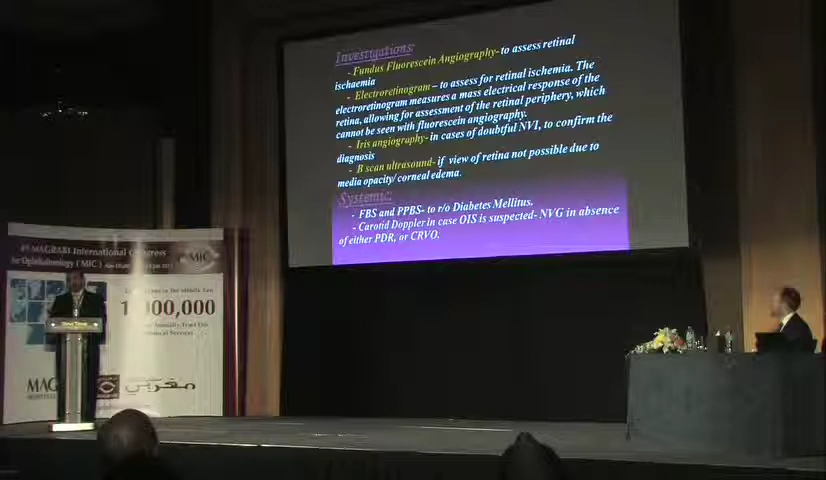 Investigations:
- Fundus Fluorescein Angiography- to assess retinal
ischaemia
- Electroretinogram – to assess for retinal ischemia. The
electroretinogram measures a mass electrical response of the
retina, allowing for assessment of the retinal periphery, which
cannot be seen with fluorescein angiography.
- Iris angiography- in cases of doubtful NVI, to confirm the
diagnosis
- B scan ultrasound- if view of retina not possible due to
media opacity/ corneal edema.
Systemic:
- FBS and PPBS- to r/o Diabetes Mellitus.
- Carotid Doppler in case OIS is suspected- NVG in absence
of either PDR, or CRVO.
MAGRABI International Congress
for Ophthalmology ( MIC )
MIC
000,000
MAG
مغربي